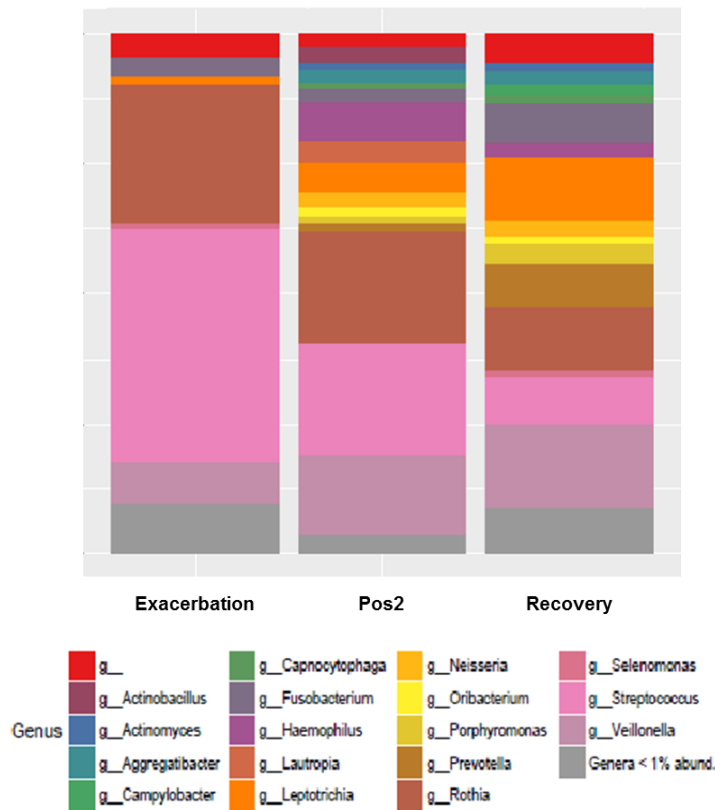 Exacerbation Pos2 Recovery
g__ g__Capnocytophaga g__Neisseria g__Selenomonas
g__Actinobacillus g__Fusobacterium g__Oribacterium g__Streptococcus
Genus g__Actinomyces g__Haemophilus g__Porphyromonas g__Veillonella
g__Aggregatibacter g__Lautropia g__Prevotella Genera < 1% abund.
g__Campylobacter g__Leptotrichia g__Rothia